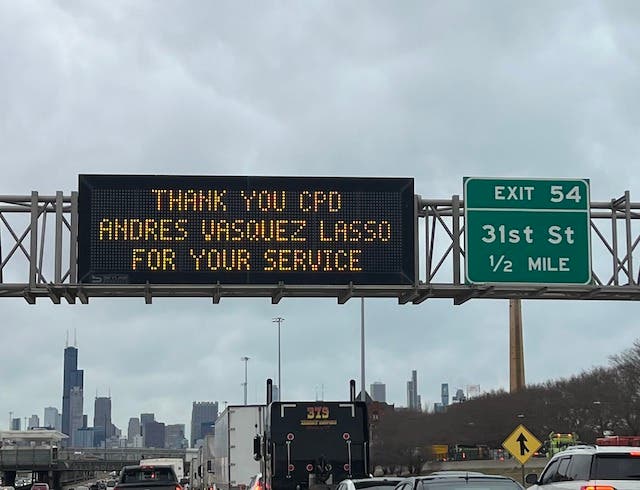 THANK YOU CPD
ANDRES VASQUEZ LASSO
FOR YOUR SERVICE
EXIT 54
31st St
1/2 MILE
379